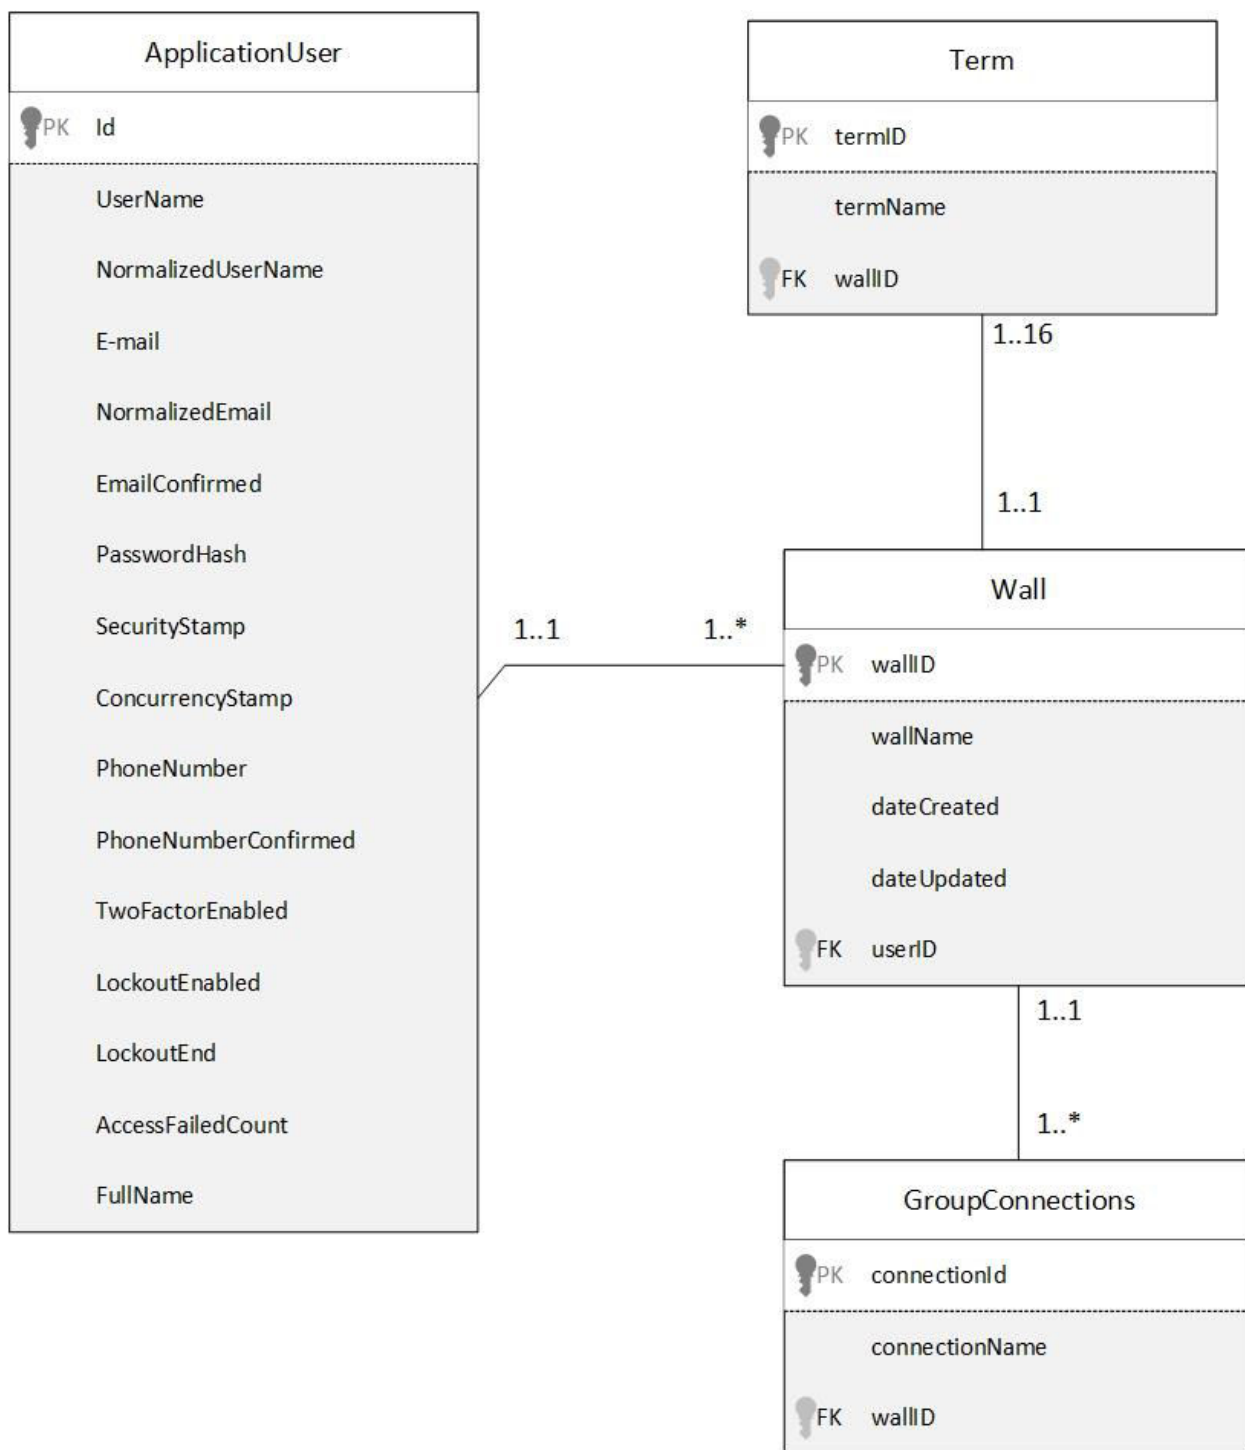 ApplicationUser
PK Id
UserName
NormalizedUserName
E-mail
NormalizedEmail
EmailConfirmed
PasswordHash
SecurityStamp
ConcurrencyStamp
PhoneNumber
PhoneNumberConfirmed
TwoFactorEnabled
LockoutEnabled
LockoutEnd
AccessFailedCount
FullName
1..1
1..*
Term
PK termID
termName
FK wallID
1..16
1..1
Wall
PK wallID
wallName
dateCreated
dateUpdated
FK userID
1..1
1..*
GroupConnections
PK connectionId
connectionName
FK wallID